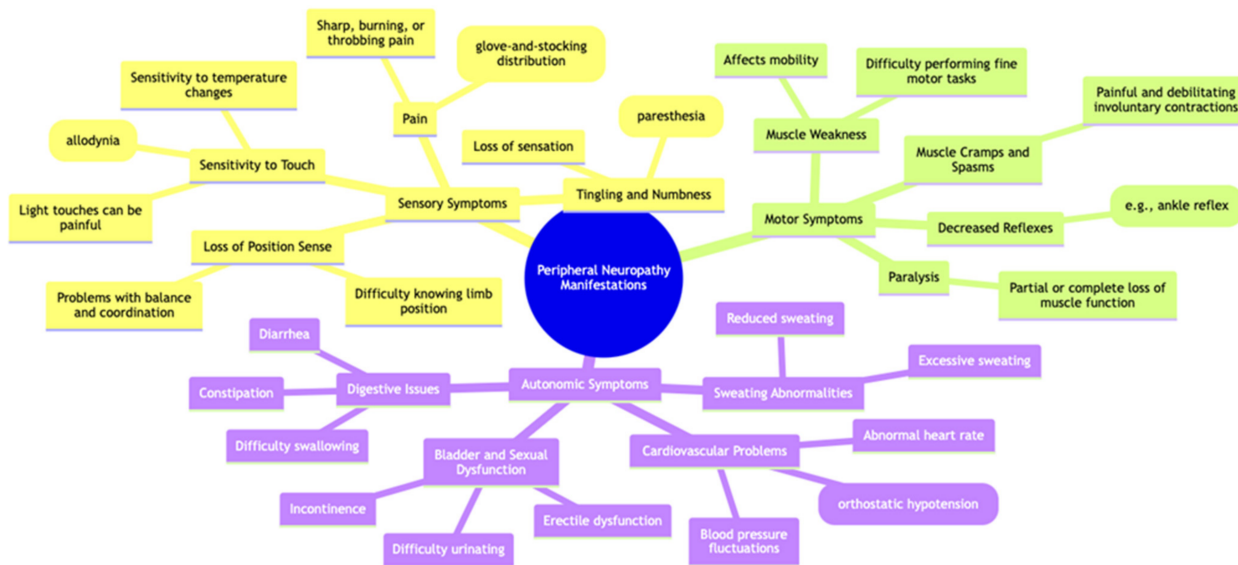 Peripheral Neuropathy
Manifestations
Sensory Symptoms
Pain
Sharp, burning, or
throbbing pain
glove-and-stocking
distribution
Tingling and Numbness
Loss of sensation
paresthesia
Sensitivity to Touch
Sensitivity to temperature
changes
allodynia
Light touches can be
painful
Loss of Position Sense
Problems with balance
and coordination
Difficulty knowing limb
position
Motor Symptoms
Muscle Weakness
Affects mobility
Difficulty performing fine
motor tasks
Muscle Cramps and
Spasms
Painful and debilitating
involuntary contractions
Decreased Reflexes
e.g., ankle reflex
Paralysis
Partial or complete loss of
muscle function
Autonomic Symptoms
Digestive Issues
Diarrhea
Constipation
Difficulty swallowing
Bladder and Sexual
Dysfunction
Incontinence
Difficulty urinating
Erectile dysfunction
Cardiovascular Problems
Abnormal heart rate
orthostatic hypotension
Blood pressure
fluctuations
Sweating Abnormalities
Reduced sweating
Excessive sweating